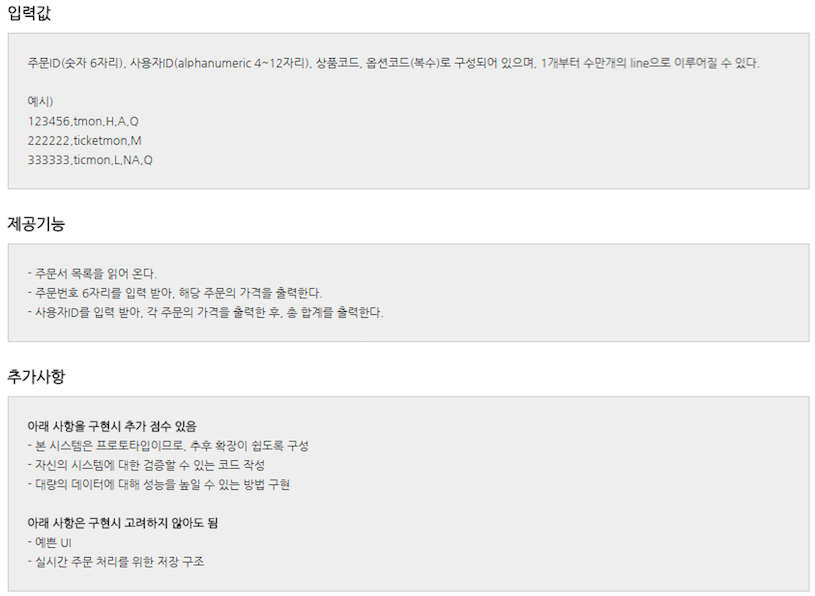 입력값
주문ID(숫자 6자리), 사용자ID(alphanumeric 4~12자리), 상품코드, 옵션코드(복수)로 구성되어 있으며, 1개부터 수만개의 line으로 이루어질 수 있다.
예시)
123456,tmon,H,A,Q
222222,ticketmon,M
333333,ticmon,L,NA,Q
제공기능
- 주문서 목록을 읽어 온다.
- 주문번호 6자리를 입력 받아, 해당 주문의 가격을 출력한다.
- 사용자ID를 입력 받아, 각 주문의 가격을 출력한 후, 총 합계를 출력한다.
추가사항
아래 사항을 구현시 추가 점수 있음
- 본 시스템은 프로토타입이므로, 추후 확장이 쉽도록 구성
- 자신의 시스템에 대한 검증할 수 있는 코드 작성
- 대량의 데이터에 대해 성능을 높일 수 있는 방법 구현
아래 사항은 구현시 고려하지 않아도 됨
- 예쁜 UI
- 실시간 주문 처리를 위한 저장 구조